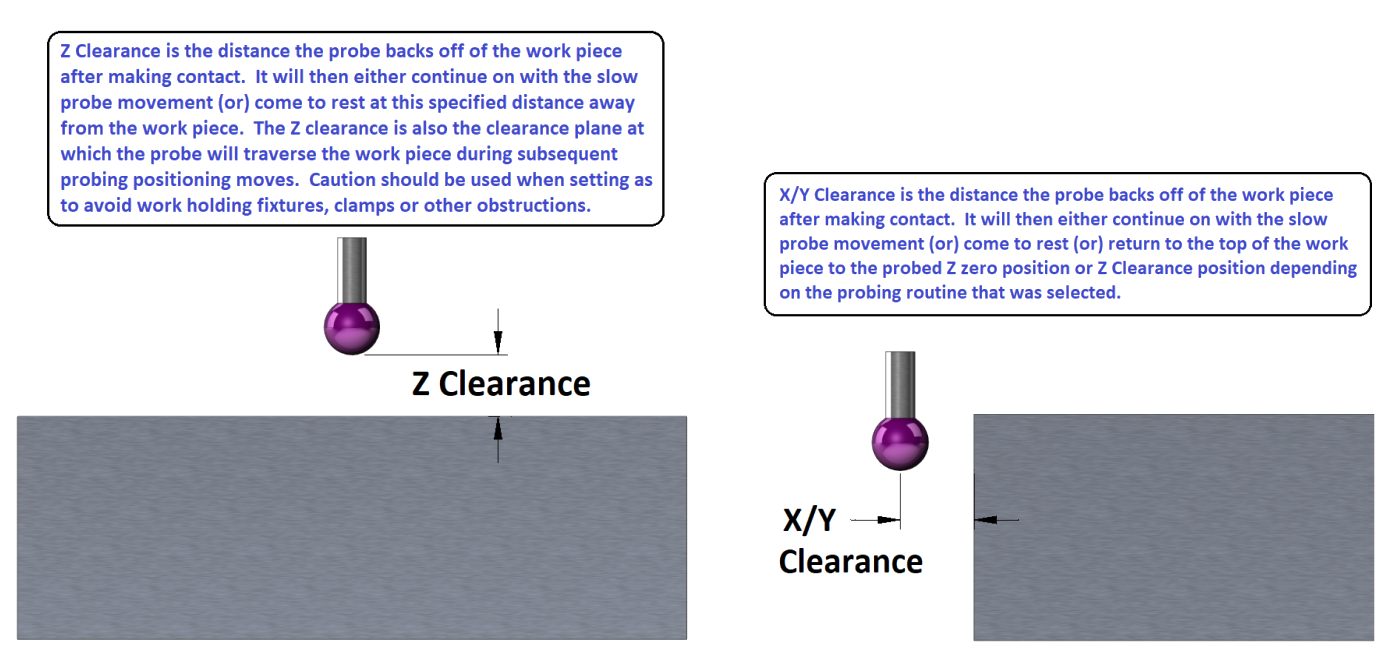 Z Clearance is the distance the probe backs off of the work piece
after making contact.  It will then either continue on with the slow
probe movement (or) come to rest at this specified distance away
from the work piece.  The Z clearance is also the clearance plane at
which the probe will traverse the work piece during subsequent
probing positioning moves.  Caution should be used when setting as
to avoid work holding fixtures, clamps or other obstructions.
Z Clearance
X/Y Clearance is the distance the probe backs off of the work piece
after making contact.  It will then either continue on with the slow
probe movement (or) come to rest (or) return to the top of the work
piece to the probed Z zero position or Z Clearance position depending
on the probing routine that was selected.
X/Y
Clearance